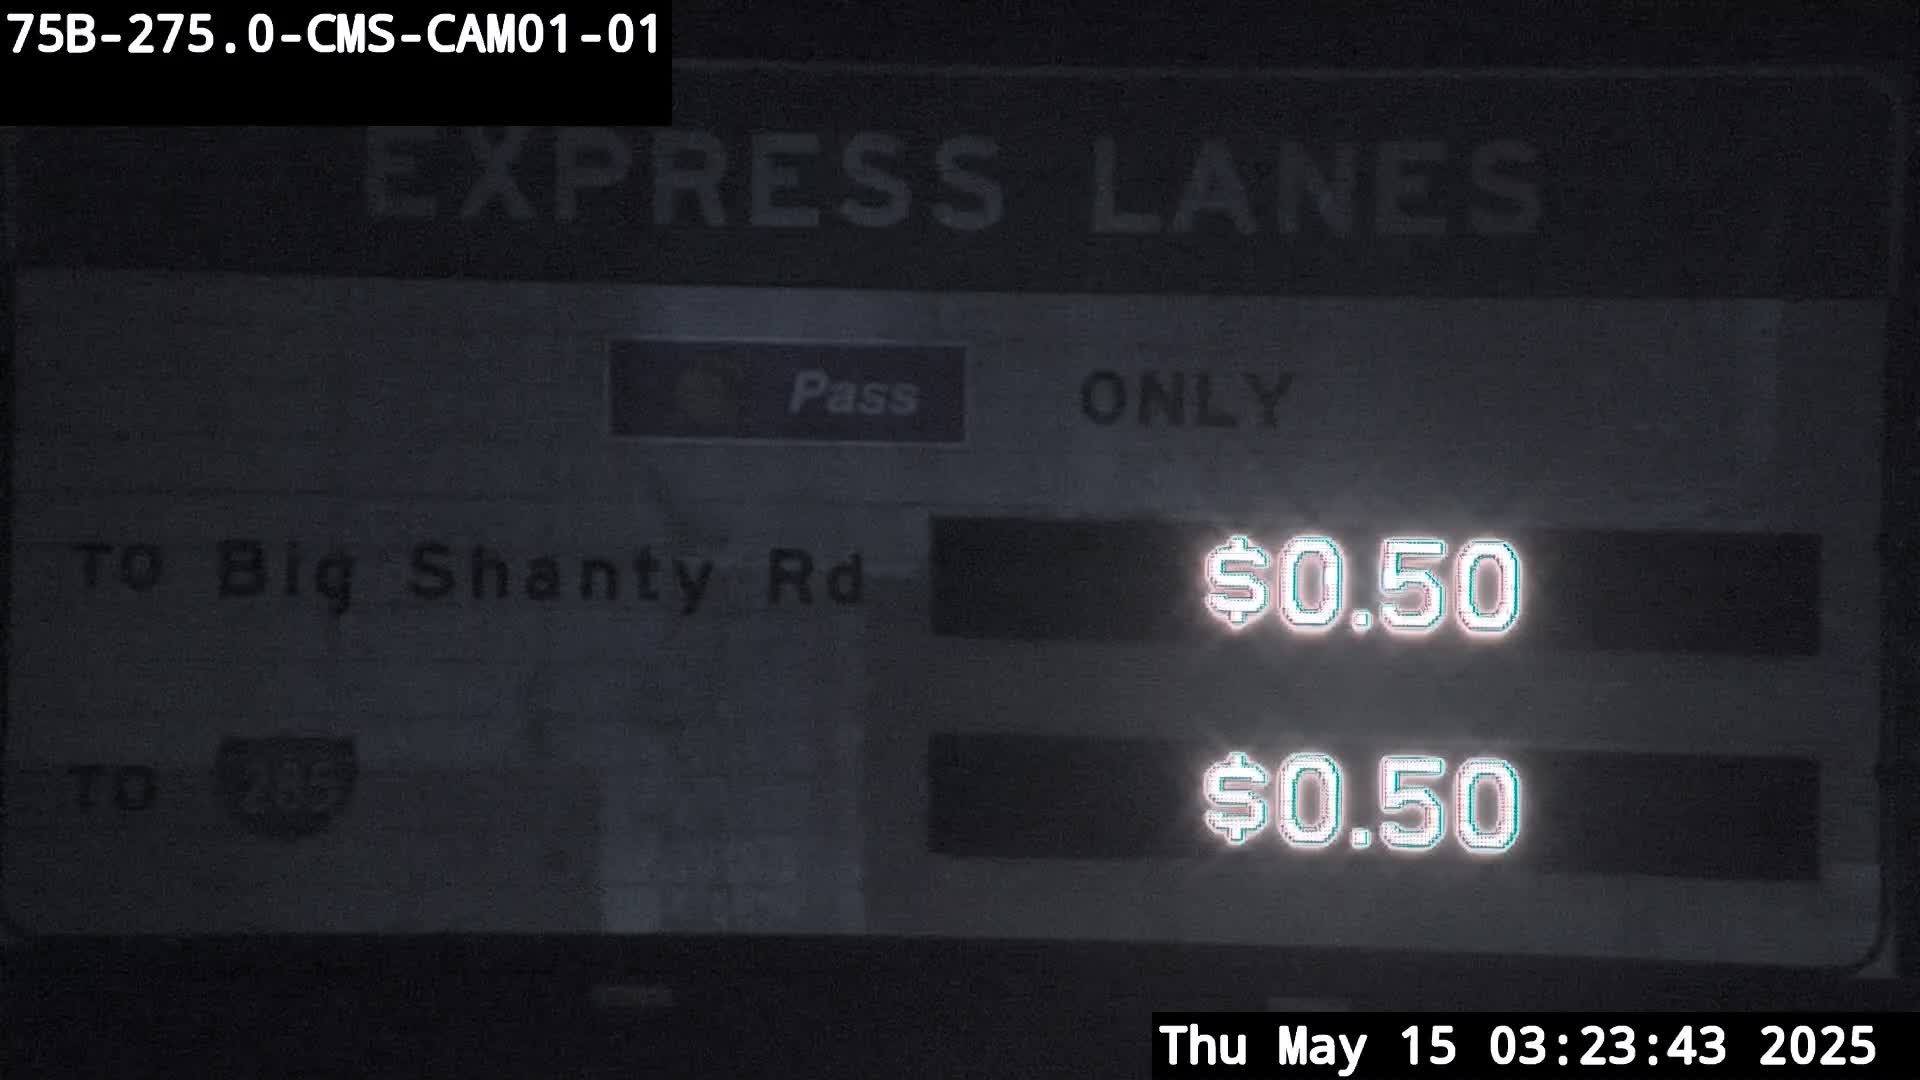 75B-275.0-CMS-CAM01-01
EXPRESS LANES
Pass ONLY
TO Big Shanty Rd $0.50
TO 285 $0.50
Thu May 15 03:23:43 2025